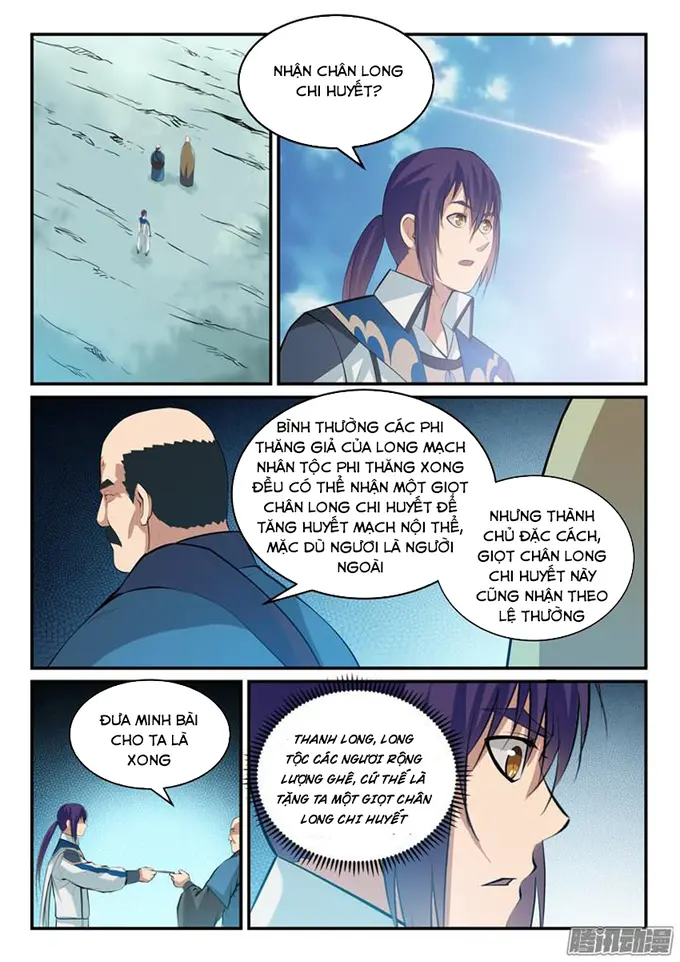 NHẬN CHÂN LONG
CHI HUYẾT?
BÌNH THƯỜNG CÁC PHI
THĂNG GIẢ CỦA LONG MẠCH
NHÂN TỘC PHI THĂNG XONG
ĐỀU CÓ THỂ NHẬN MỘT GIỌT
CHÂN LONG CHI HUYẾT ĐỂ
TĂNG HUYẾT MẠCH NỘI THỂ,
MẶC DÙ NGƯƠI LÀ NGƯỜI
NGOÀI
NHƯNG THÀNH
CHỦ ĐẶC CÁCH,
GIỌT CHÂN LONG
CHI HUYẾT NÀY
CŨNG NHẬN THEO
LỆ THƯỜNG
ĐƯA MINH BÀI
CHO TA LÀ
XONG
THANH LONG, LONG
TỘC CÁC NGƯƠI RỘNG
LƯỢNG GHÊ, CỨ THẾ LÀ
TẶNG TA MỘT GIỌT CHÂN
LONG CHI HUYẾT
腾讯动漫